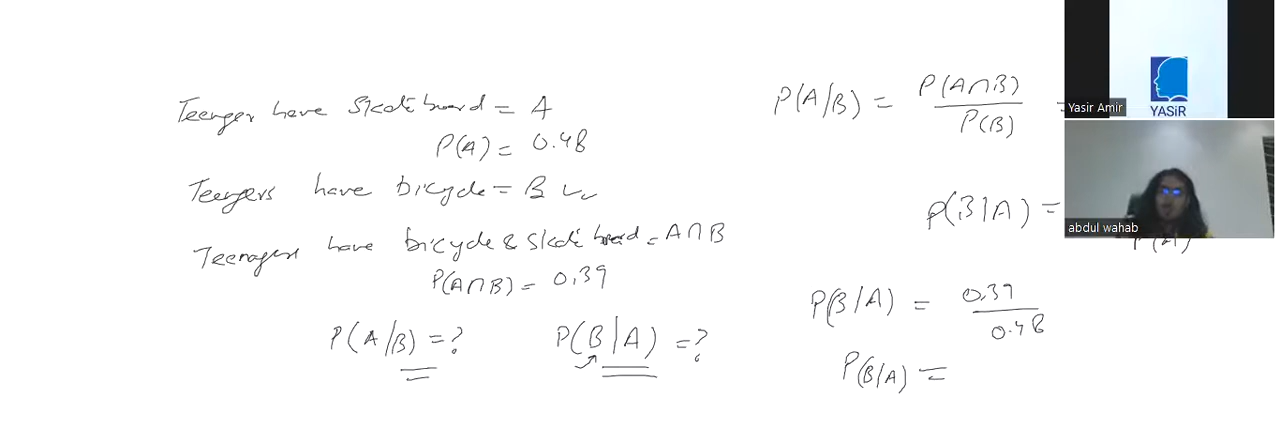 Teenger have Skate board = A
P(A) = 0.48
Teengers have bicycle = B
Teenagers have bicycle & Skate board = A∩B
P(A∩B) = 0.39
P(A/B) = ? P(B|A) = ?
P(A/B) = P(A∩B) / P(B) =
P(B|A) =
P(A)
P(B/A) = 0.39 / 0.48
P(B/A) =
Yasir Amir
YASiR
abdul wahab